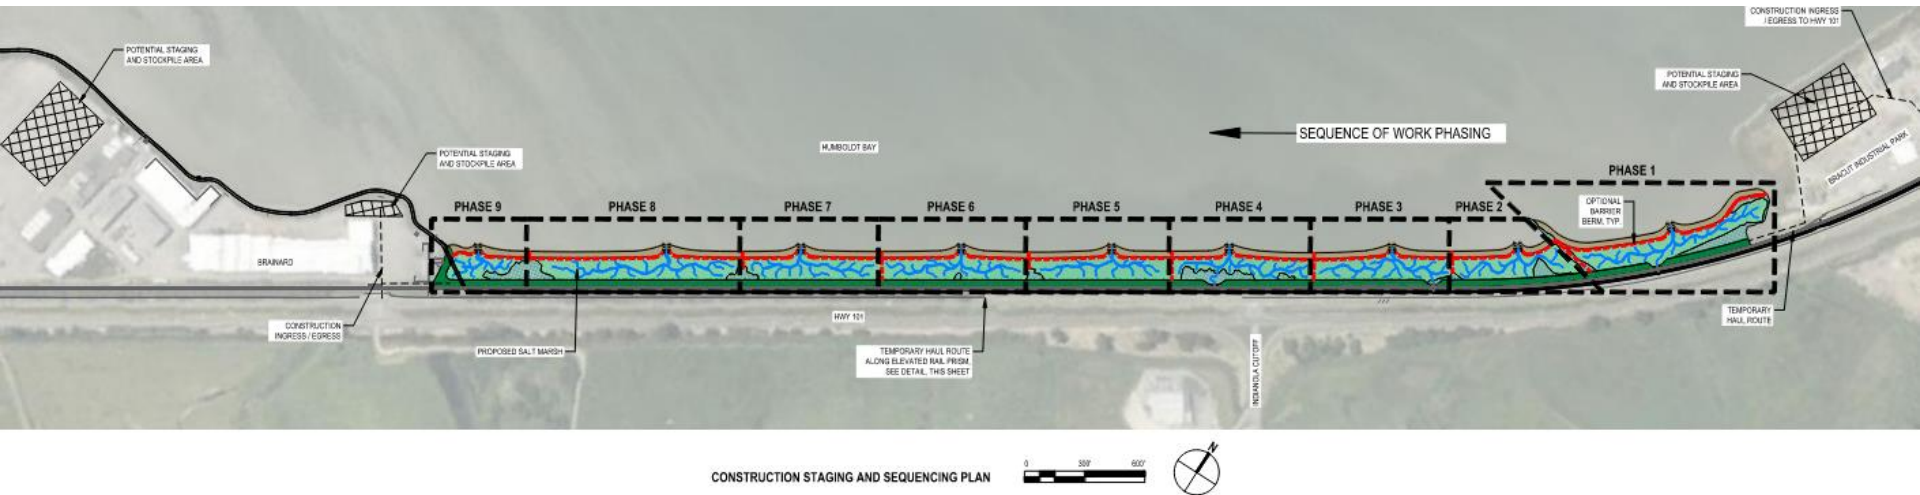 CONSTRUCTION INGRESS
/ EGRESS TO HWY 101
POTENTIAL STAGING
AND STOCKPILE AREA
POTENTIAL STAGING
AND STOCKPILE AREA
SEQUENCE OF WORK PHASING
HUMBOLDT BAY
POTENTIAL STAGING
AND STOCKPILE AREA
BRACUT INDUSTRIAL PARK
PHASE 1
OPTIONAL
BARRIER
BERM, TYP.
PHASE 9
PHASE 8
PHASE 7
PHASE 6
PHASE 5
PHASE 4
PHASE 3
PHASE 2
BRAINARD
CONSTRUCTION
INGRESS / EGRESS
PROPOSED SALT MARSH
HWY 101
TEMPORARY HAUL ROUTE
ALONG ELEVATED RAIL PRISM,
SEE DETAIL, THIS SHEET
INDIANOLA CUTOFF
TEMPORARY
HAUL ROUTE
CONSTRUCTION STAGING AND SEQUENCING PLAN
0 300' 600'
N